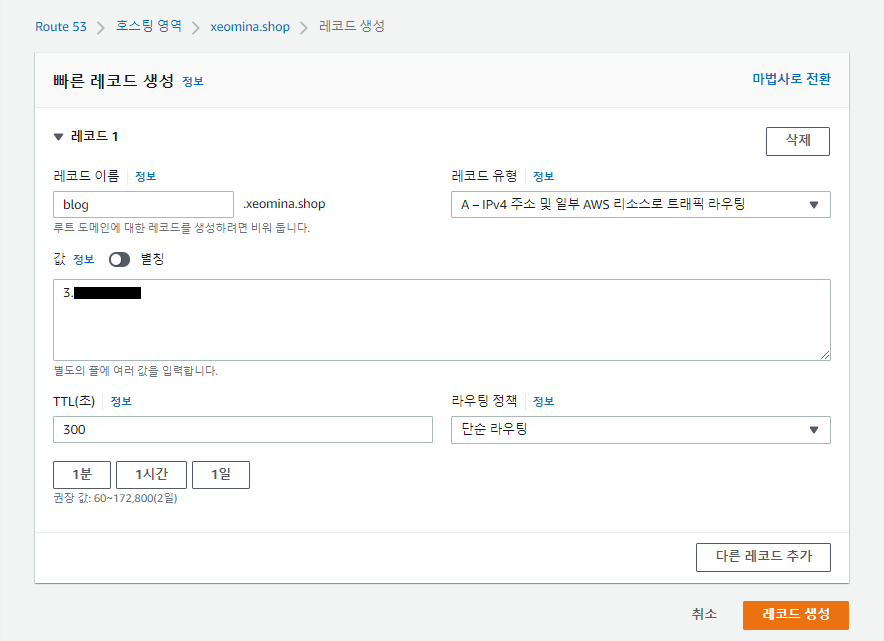 Route 53 > 호스팅 영역 > xeomina.shop > 레코드 생성
빠른 레코드 생성 정보
마법사로 전환
레코드 1
삭제
레코드 이름 정보
blog .xeomina.shop
루트 도메인에 대한 레코드를 생성하려면 비워 둡니다.
레코드 유형 정보
A – IPv4 주소 및 일부 AWS 리소스로 트래픽 라우팅
값 정보 별칭
3.
별도의 줄에 여러 값을 입력합니다.
TTL(초) 정보
300
1분 1시간 1일
권장 값: 60~172,800(2일)
라우팅 정책 정보
단순 라우팅
다른 레코드 추가
취소 레코드 생성